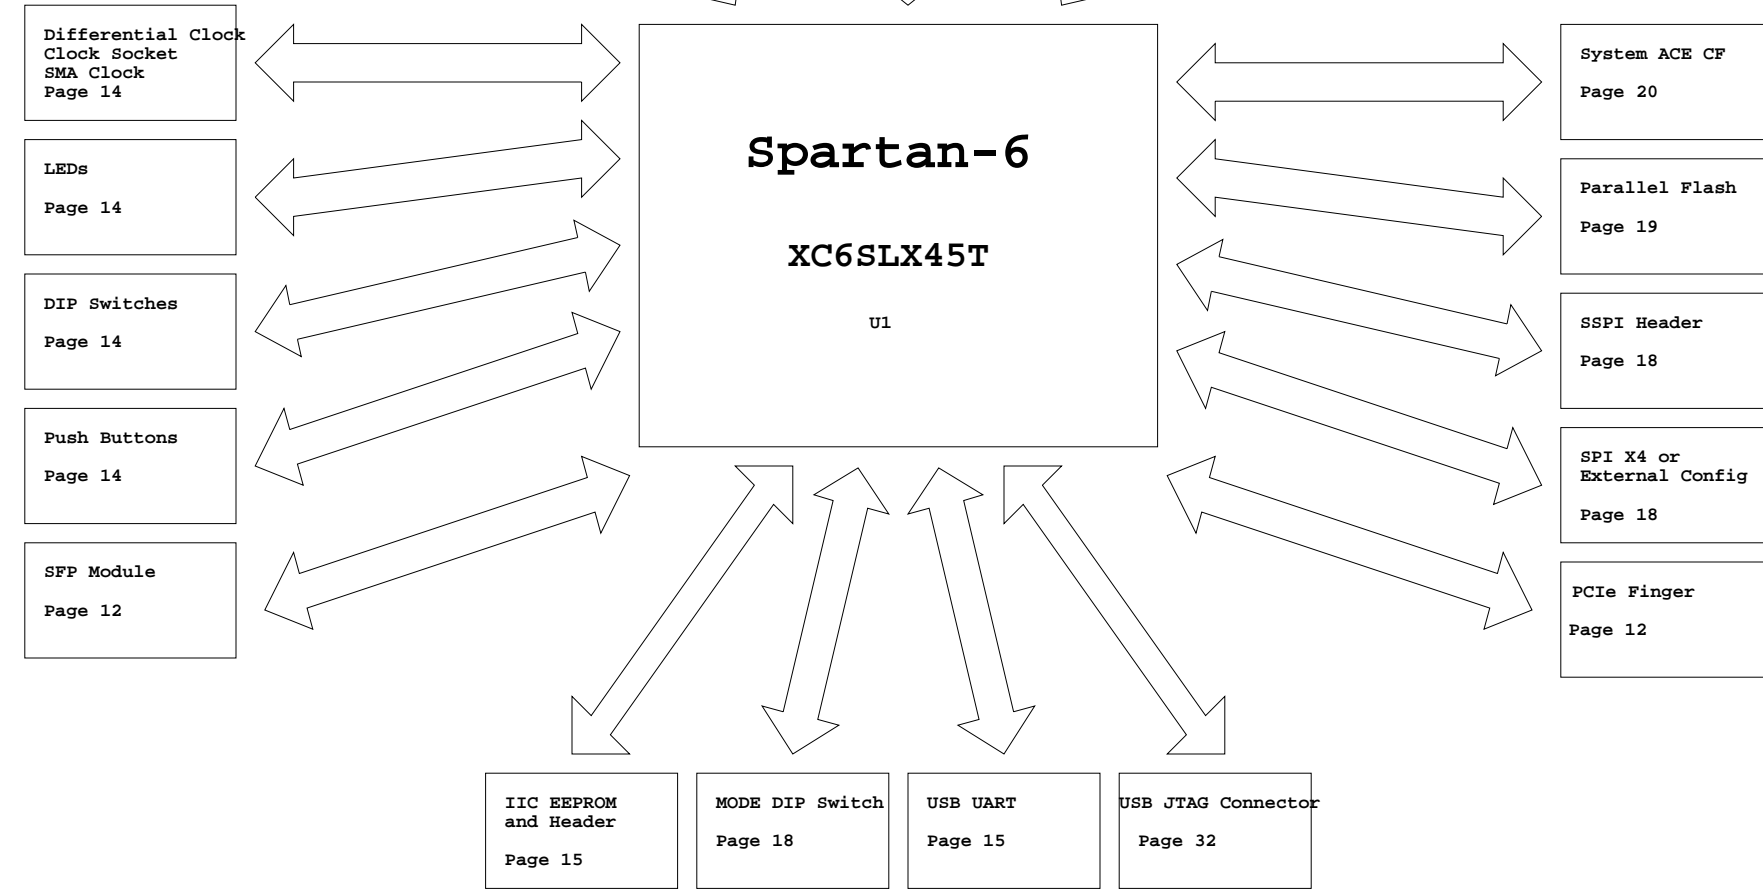 Differential Clock
Clock Socket
SMA Clock
Page 14
LEDs
Page 14
DIP Switches
Page 14
Push Buttons
Page 14
SFP Module
Page 12
Spartan-6
XC6SLX45T
U1
System ACE CF
Page 20
Parallel Flash
Page 19
SSPI Header
Page 18
SPI X4 or
External Config
Page 18
PCIe Finger
Page 12
IIC EEPROM
and Header
Page 15
MODE DIP Switch
Page 18
USB UART
Page 15
USB JTAG Connector
Page 32